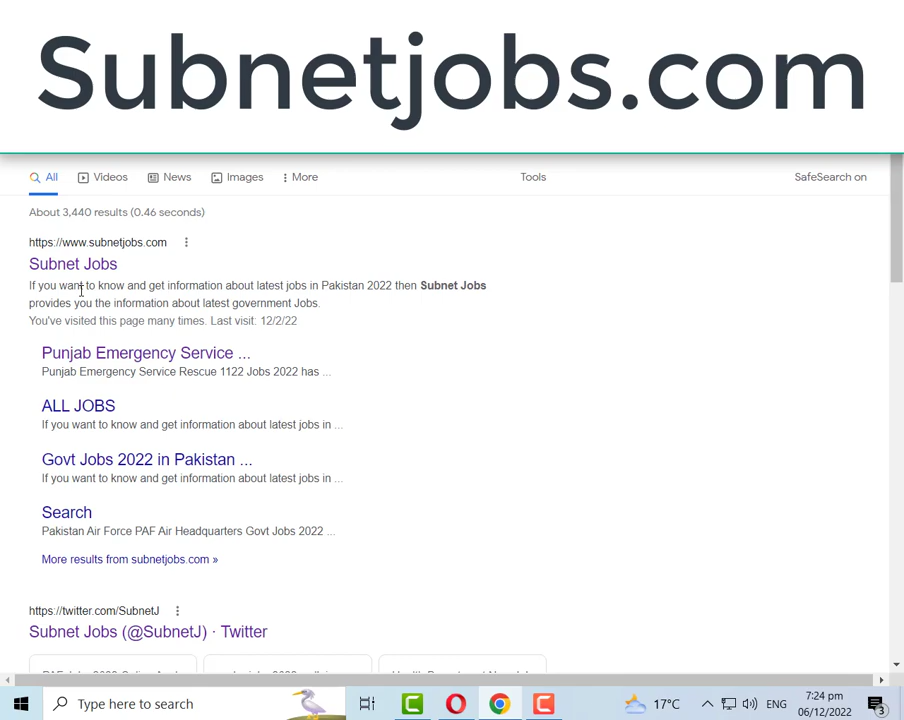 Subnetjobs.com
All Videos News Images More Tools SafeSearch on
About 3,440 results (0.46 seconds)
https://www.subnetjobs.com
Subnet Jobs
If you want to know and get information about latest jobs in Pakistan 2022 then Subnet Jobs
provides you the information about latest government Jobs.
You've visited this page many times. Last visit: 12/2/22
Punjab Emergency Service ...
Punjab Emergency Service Rescue 1122 Jobs 2022 has ...
ALL JOBS
If you want to know and get information about latest jobs in ...
Govt Jobs 2022 in Pakistan ...
If you want to know and get information about latest jobs in ...
Search
Pakistan Air Force PAF Air Headquarters Govt Jobs 2022 ...
More results from subnetjobs.com »
https://twitter.com/SubnetJ
Subnet Jobs (@SubnetJ) · Twitter
Type here to search
17°C
ENG
7:24 pm
06/12/2022
3